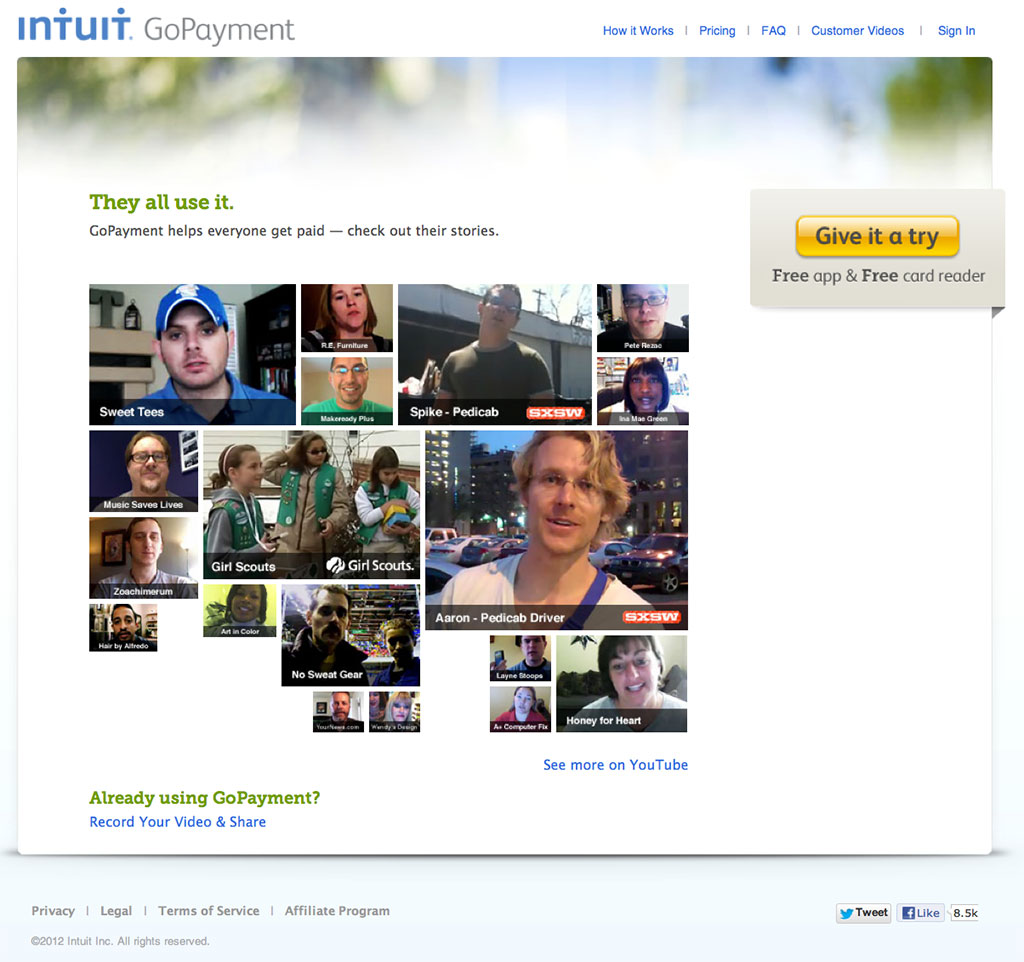 INTUIT. GoPayment
How it Works | Pricing | FAQ | Customer Videos | Sign In
They all use it.
GoPayment helps everyone get paid — check out their stories.
Give it a try
Free app & Free card reader
T
Sweet Tees
R.E. Furniture
Makeready Plus
Spike - Pedicab
SXSW
Pete Rezac
Ina Mae Green
Music Saves Lives
Girl Scouts
Girl Scouts.
Aaron - Pedicab Driver
SXSW
Zoachimerum
Hair by Alfredo
Art in Color
No Sweat Gear
Layne Stoops
Honey for Heart
YourNews.com
Wendy's Design
A+ Computer Fix
See more on YouTube
Already using GoPayment?
Record Your Video & Share
Privacy | Legal | Terms of Service | Affiliate Program
Tweet
Like
8.5k
©2012 Intuit Inc. All rights reserved.